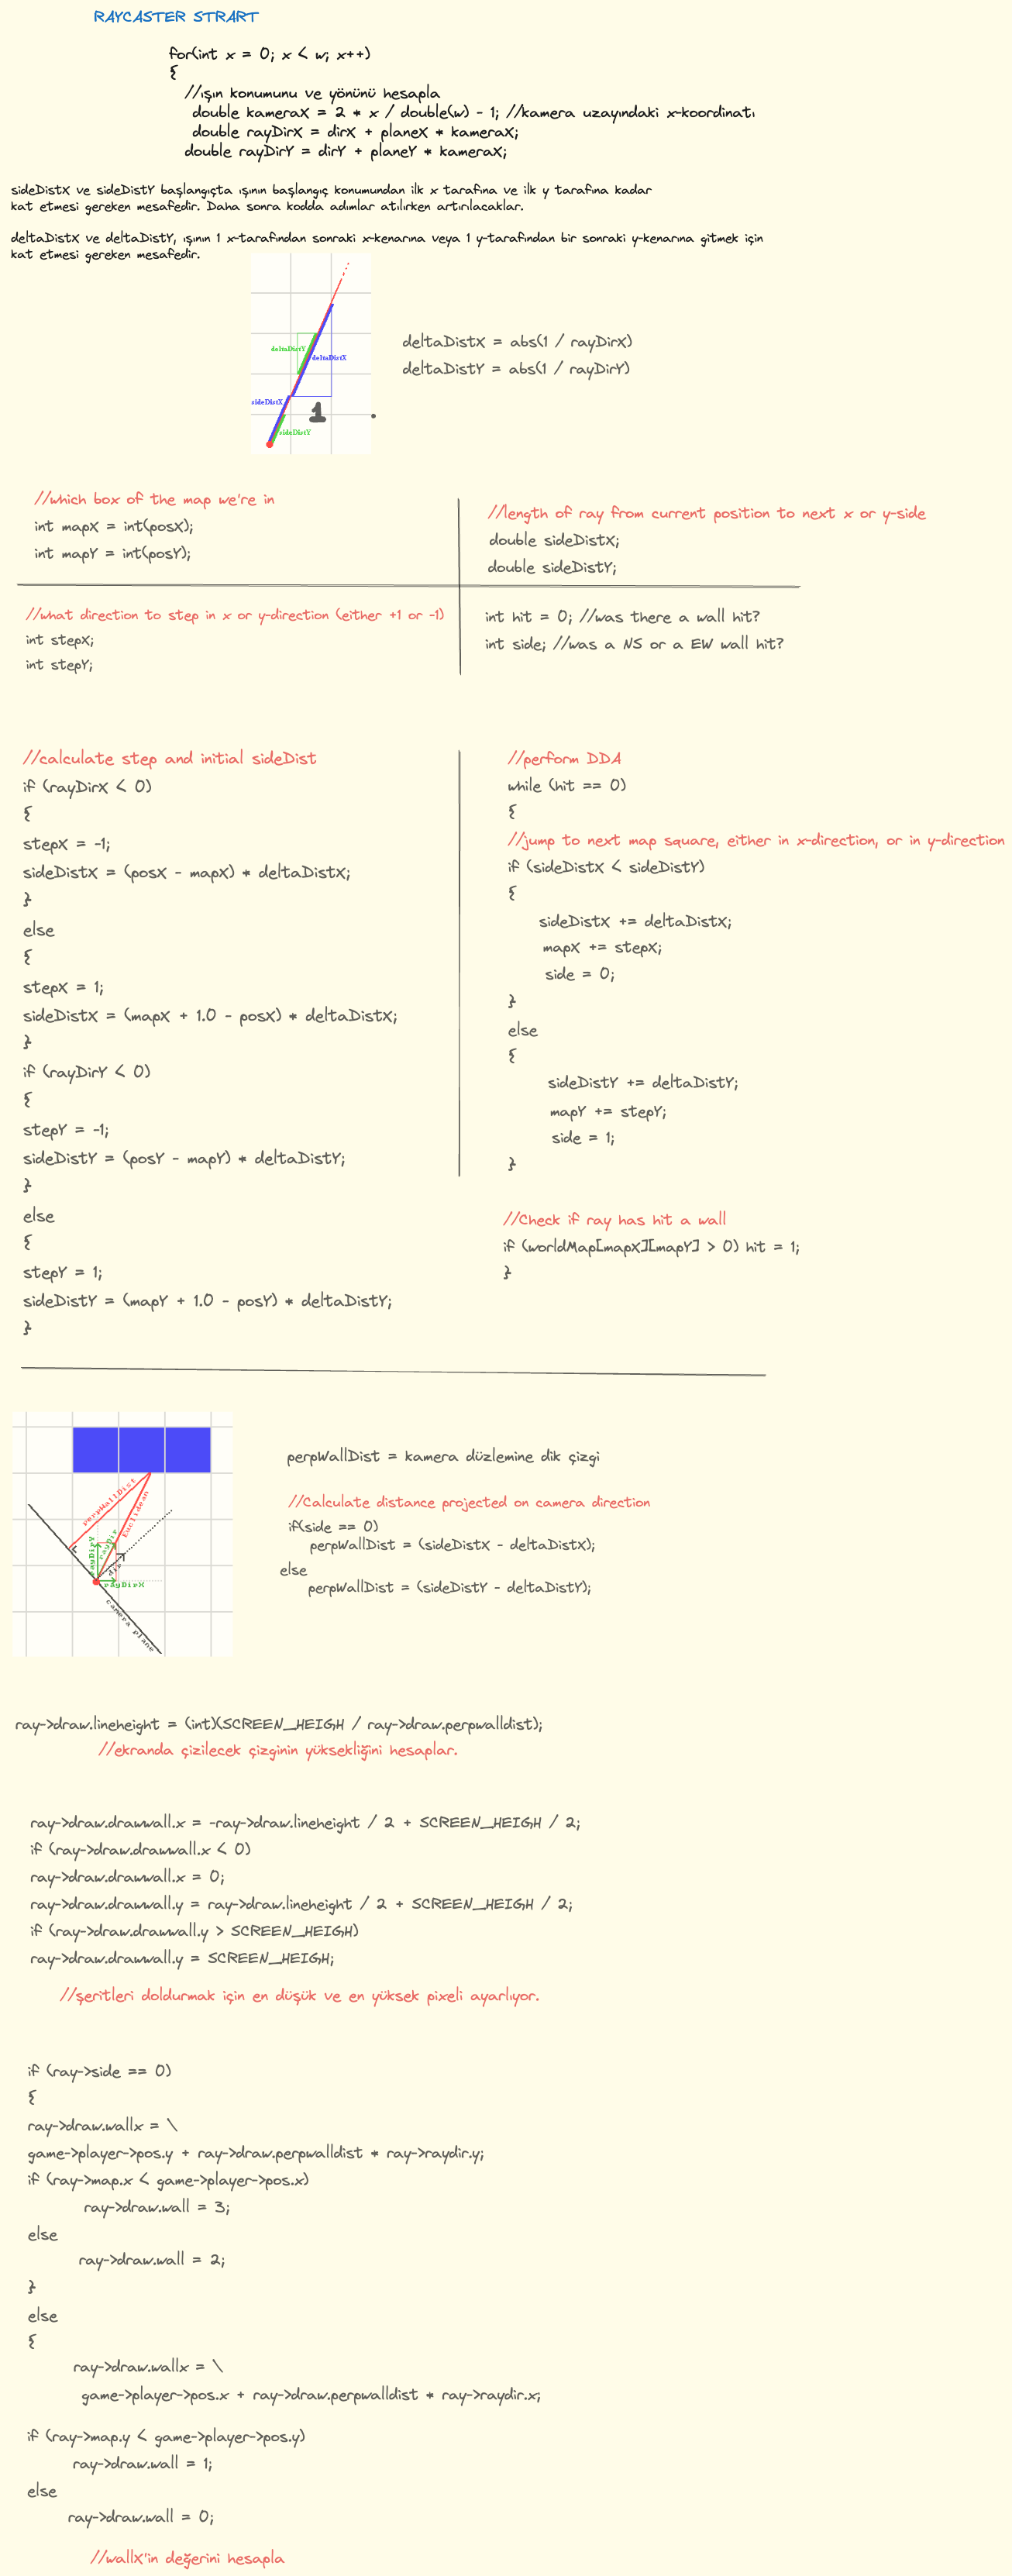 RAYCASTER STRART
for(int x = 0; x < w; x++)
{
//ışın konumunu ve yönünü hesapla
double kameraX = 2 * x / double(w) - 1; //kamera uzayındaki x-koordinatı
double rayDirX = dirX + planeX * kameraX;
double rayDirY = dirY + planeY * kameraX;
sideDistX ve sideDistY başlangıçta ışının başlangıç konumundan ilk x tarafına ve ilk y tarafına kadar
kat etmesi gereken mesafedir. Daha sonra kodda adımlar atılırken artırılacaklar.
deltaDistX ve deltaDistY, ışının 1 x-tarafından sonraki x-kenarına veya 1 y-tarafından bir sonraki y-kenarına gitmek için
kat etmesi gereken mesafedir.
deltaDistY
deltaDistX
sideDistX
1
sideDistY
deltaDistX = abs(1 / rayDirX)
deltaDistY = abs(1 / rayDirY)
//which box of the map we're in
int mapX = int(posX);
int mapY = int(posY);
//length of ray from current position to next x or y-side
double sideDistX;
double sideDistY;
//what direction to step in x or y-direction (either +1 or -1)
int stepX;
int stepY;
int hit = 0; //was there a wall hit?
int side; //was a NS or a EW wall hit?
//calculate step and initial sideDist
if (rayDirX < 0)
{
stepX = -1;
sideDistX = (posX - mapX) * deltaDistX;
}
else
{
stepX = 1;
sideDistX = (mapX + 1.0 - posX) * deltaDistX;
}
if (rayDirY < 0)
{
stepY = -1;
sideDistY = (posY - mapY) * deltaDistY;
}
else
{
stepY = 1;
sideDistY = (mapY + 1.0 - posY) * deltaDistY;
}
//perform DDA
while (hit == 0)
{
//jump to next map square, either in x-direction, or in y-direction
if (sideDistX < sideDistY)
{
sideDistX += deltaDistX;
mapX += stepX;
side = 0;
}
else
{
sideDistY += deltaDistY;
mapY += stepY;
side = 1;
}
//Check if ray has hit a wall
if (worldMap[mapX][mapY] > 0) hit = 1;
}
perpWallDist
Euclidean
rayDirY
rayDir
dir
rayDirX
camera plane
perpWallDist = kamera düzlemine dik çizgi
//Calculate distance projected on camera direction
if(side == 0)
perpWallDist = (sideDistX - deltaDistX);
else
perpWallDist = (sideDistY - deltaDistY);
ray->draw.lineheight = (int)(SCREEN_HEIGH / ray->draw.perpwalldist);
//ekranda çizilecek çizginin yüksekliğini hesaplar.
ray->draw.drawwall.x = -ray->draw.lineheight / 2 + SCREEN_HEIGH / 2;
if (ray->draw.drawwall.x < 0)
ray->draw.drawwall.x = 0;
ray->draw.drawwall.y = ray->draw.lineheight / 2 + SCREEN_HEIGH / 2;
if (ray->draw.drawwall.y > SCREEN_HEIGH)
ray->draw.drawwall.y = SCREEN_HEIGH;
//şeritleri doldurmak için en düşük ve en yüksek pixeli ayarlıyor.
if (ray->side == 0)
{
ray->draw.wallx = \
game->player->pos.y + ray->draw.perpwalldist * ray->raydir.y;
if (ray->map.x < game->player->pos.x)
ray->draw.wall = 3;
else
ray->draw.wall = 2;
}
else
{
ray->draw.wallx = \
game->player->pos.x + ray->draw.perpwalldist * ray->raydir.x;
if (ray->map.y < game->player->pos.y)
ray->draw.wall = 1;
else
ray->draw.wall = 0;
//wallX'in değerini hesapla